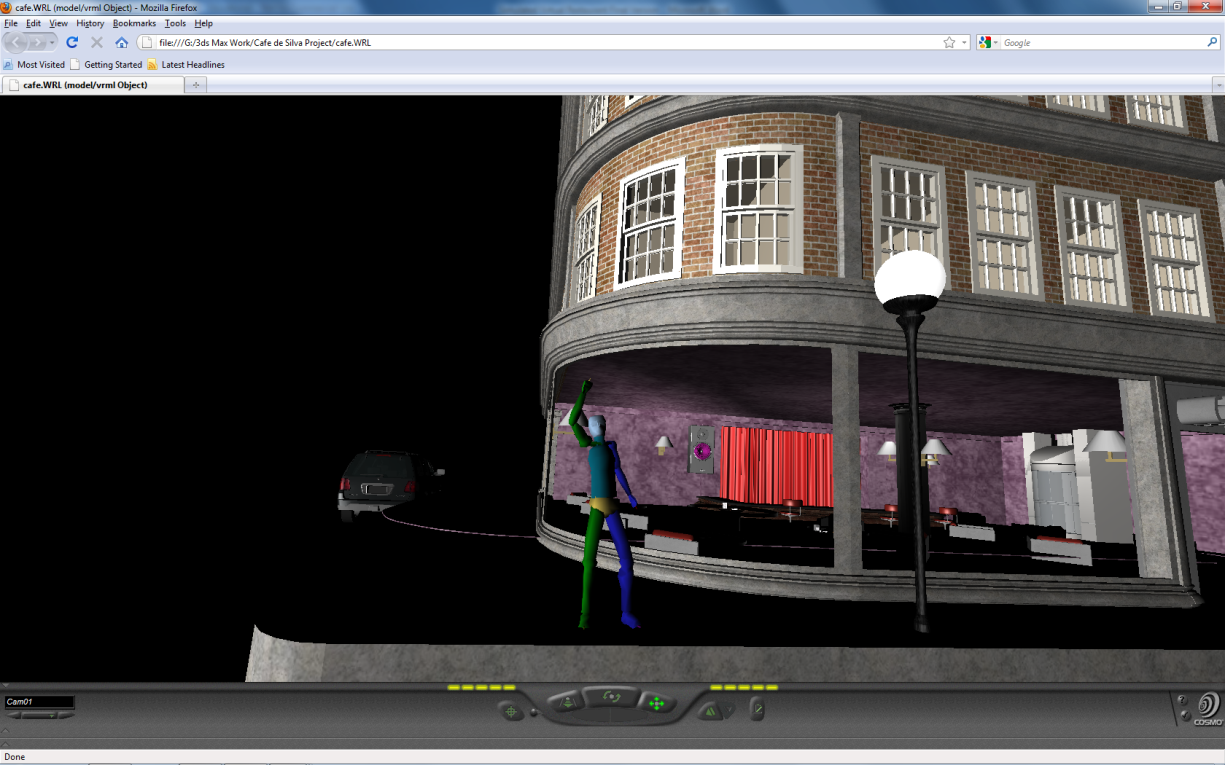 cafe.WRL (model/vrml Object) - Mozilla Firefox
File Edit View History Bookmarks Tools Help
file:///G:/3ds Max Work/Cafe de Silva Project/cafe.WRL
Google
Most Visited Getting Started Latest Headlines
cafe.WRL (model/vrml Object)
Cam01
COSMO
Done